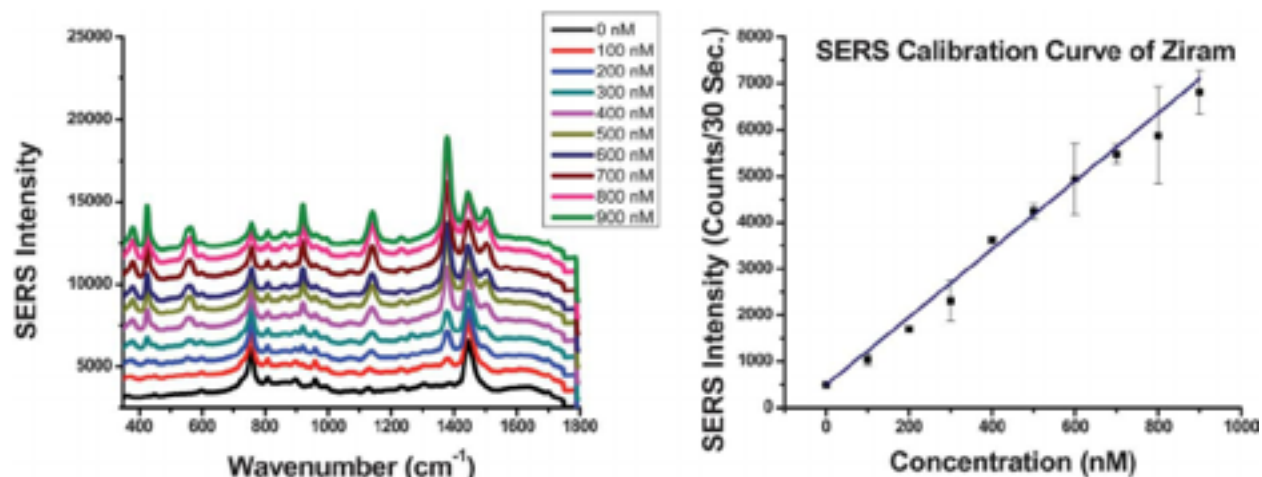 25000
20000
15000
10000
5000
SERS Intensity
400 600 800 1000 1200 1400 1600 1800
Wavenumber (cm⁻¹)
0 nM
100 nM
200 nM
300 nM
400 nM
500 nM
600 nM
700 nM
800 nM
900 nM
SERS Calibration Curve of Ziram
8000
7000
6000
5000
4000
3000
2000
1000
0
SERS Intensity (Counts/30 Sec.)
0 200 400 600 800 1000
Concentration (nM)